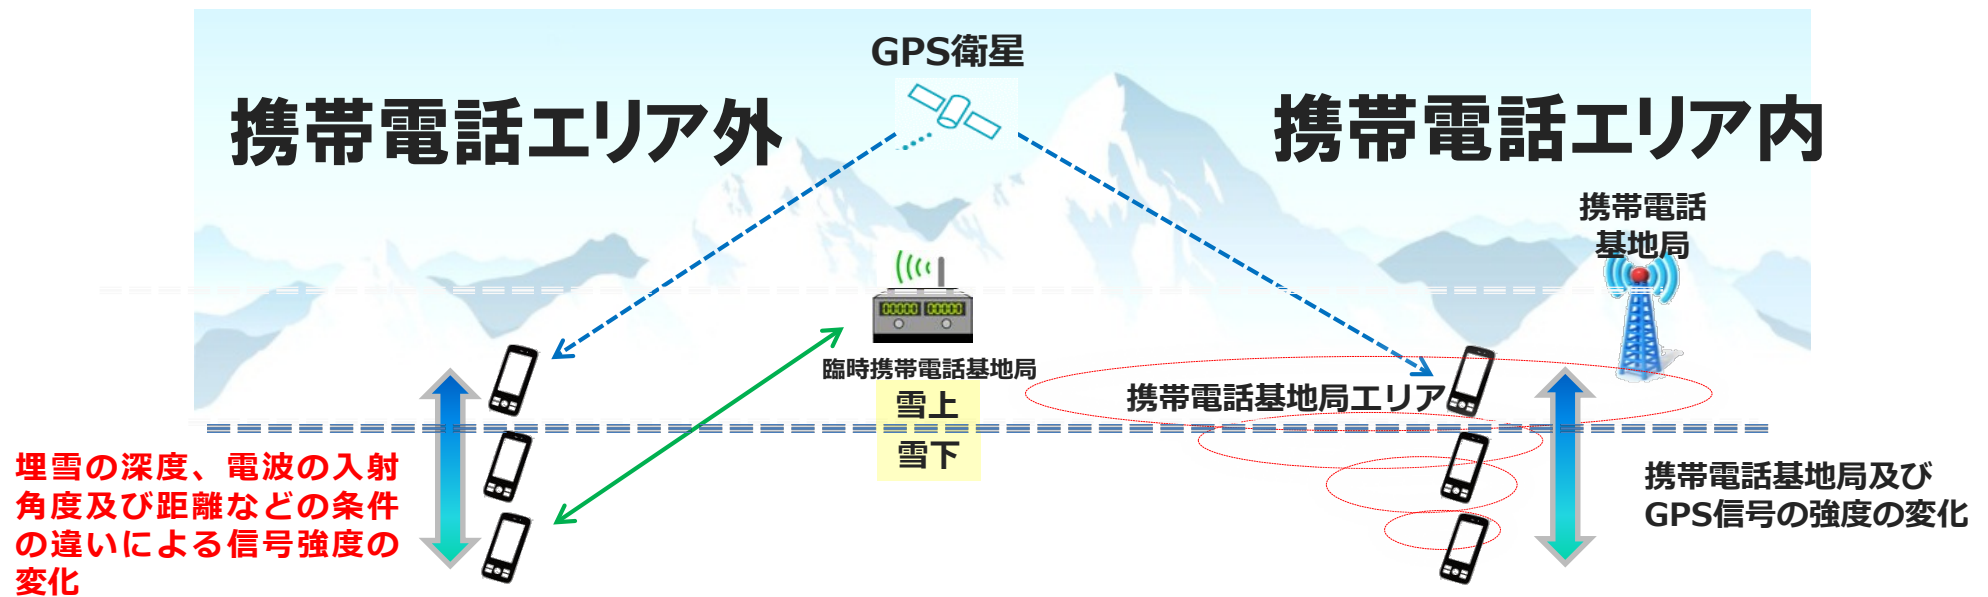 GPS衛星
携帯電話エリア外
携帯電話エリア内
携帯電話
基地局
00000 00000
臨時携帯電話基地局
携帯電話基地局エリア
雪上
雪下
埋雪の深度、電波の入射
角度及び距離などの条件
の違いによる信号強度の
変化
携帯電話基地局及び
GPS信号の強度の変化